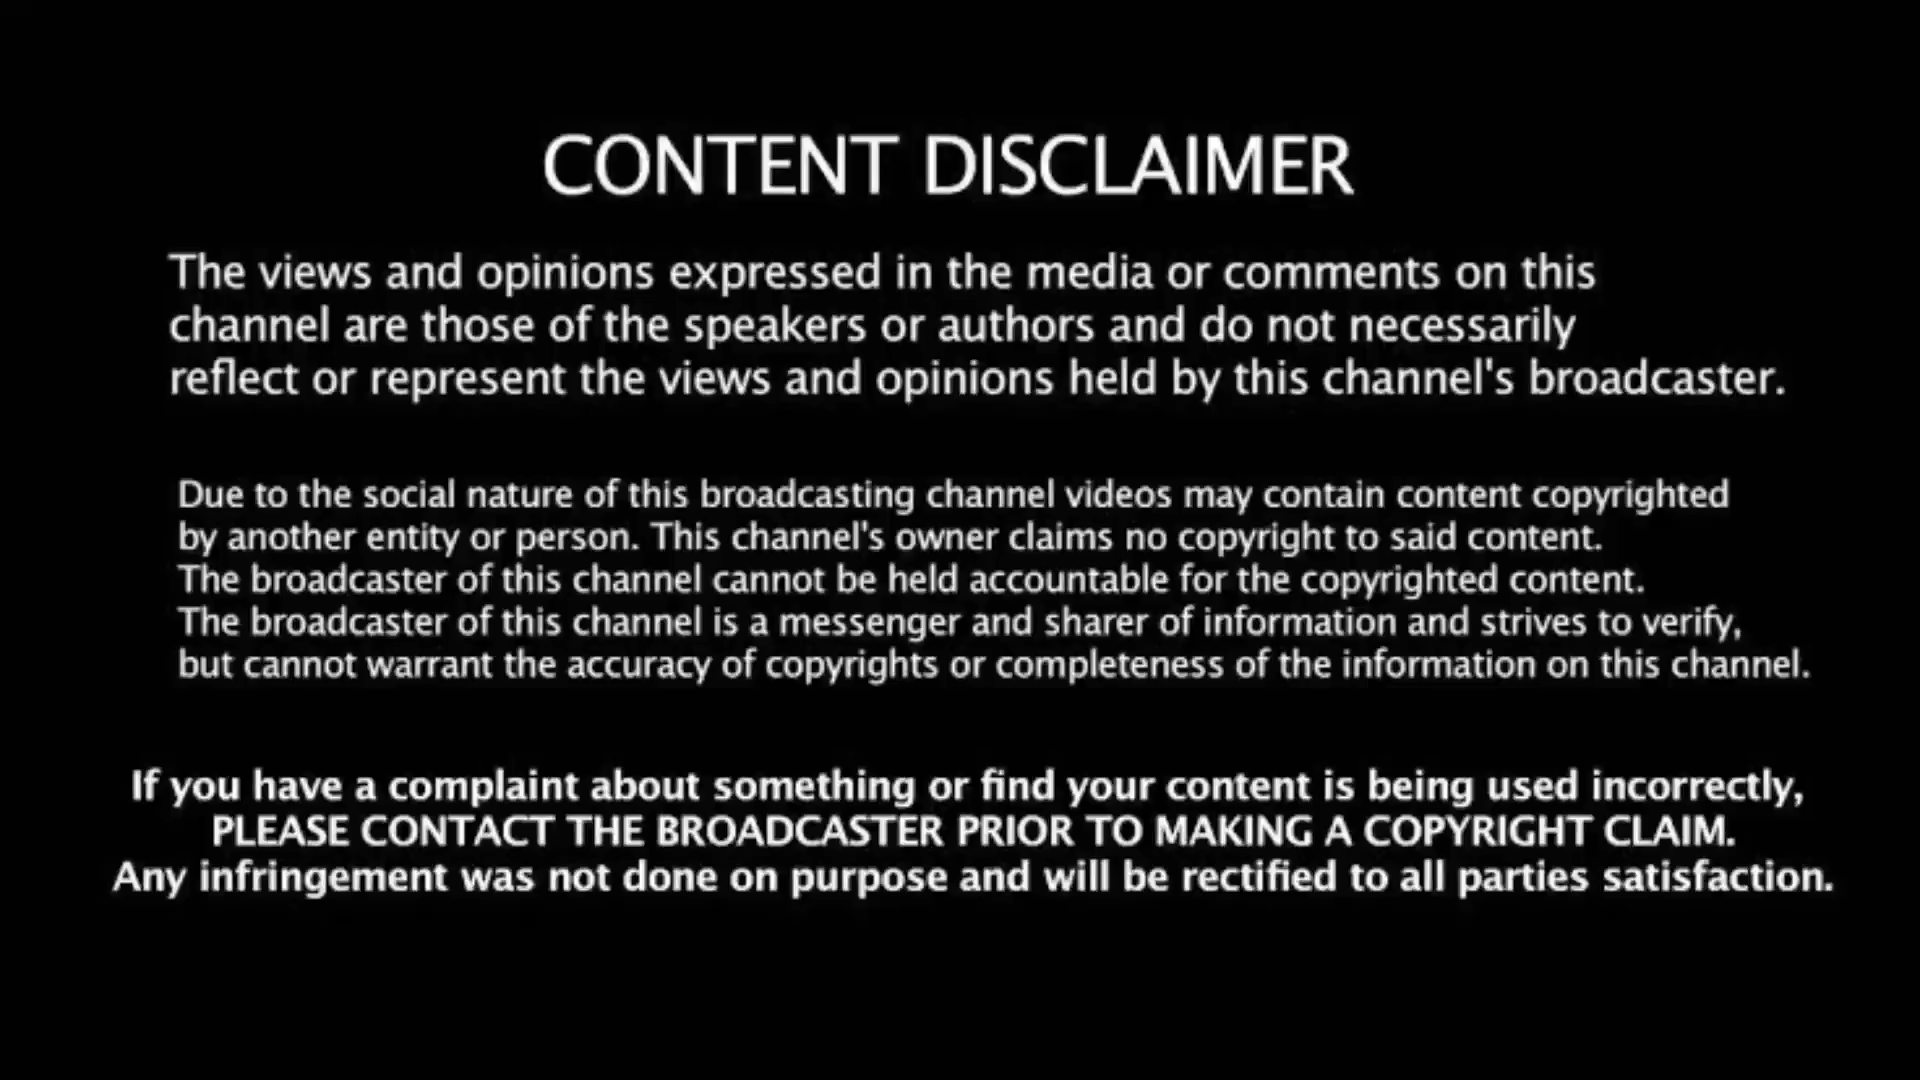 CONTENT DISCLAIMER
The views and opinions expressed in the media or comments on this
channel are those of the speakers or authors and do not necessarily
reflect or represent the views and opinions held by this channel's broadcaster.
Due to the social nature of this broadcasting channel videos may contain content copyrighted
by another entity or person. This channel's owner claims no copyright to said content.
The broadcaster of this channel cannot be held accountable for the copyrighted content.
The broadcaster of this channel is a messenger and sharer of information and strives to verify,
but cannot warrant the accuracy of copyrights or completeness of the information on this channel.
If you have a complaint about something or find your content is being used incorrectly,
PLEASE CONTACT THE BROADCASTER PRIOR TO MAKING A COPYRIGHT CLAIM.
Any infringement was not done on purpose and will be rectified to all parties satisfaction.